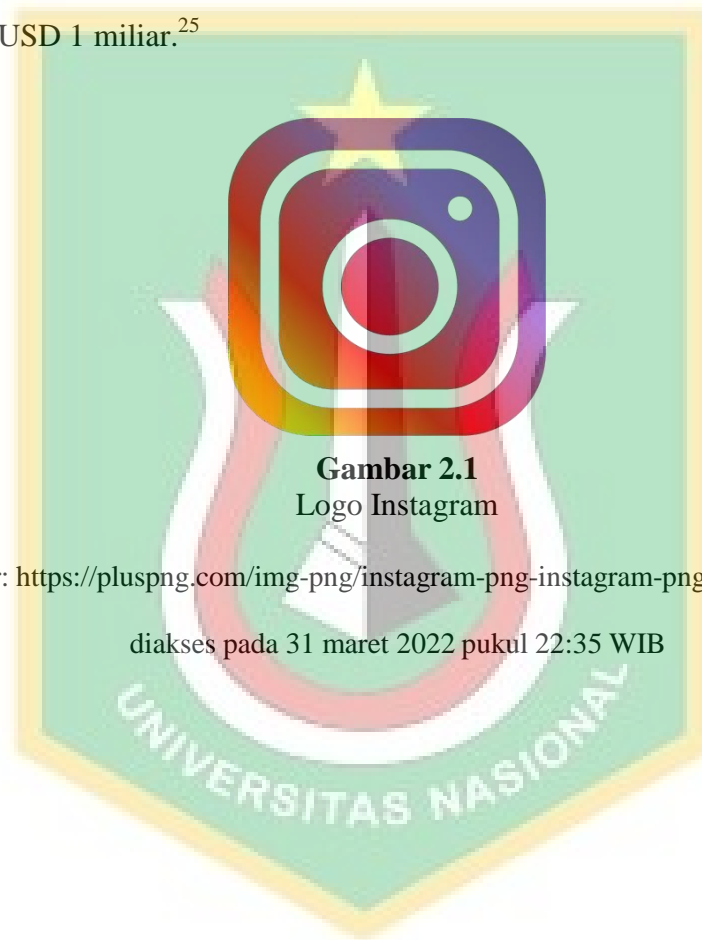 USD 1 miliar.25
Gambar 2.1
Logo Instagram
: https://pluspng.com/img-png/instagram-png-instagram-png
diakses pada 31 maret 2022 pukul 22:35 WIB
UNIVERSITAS NASIONAL